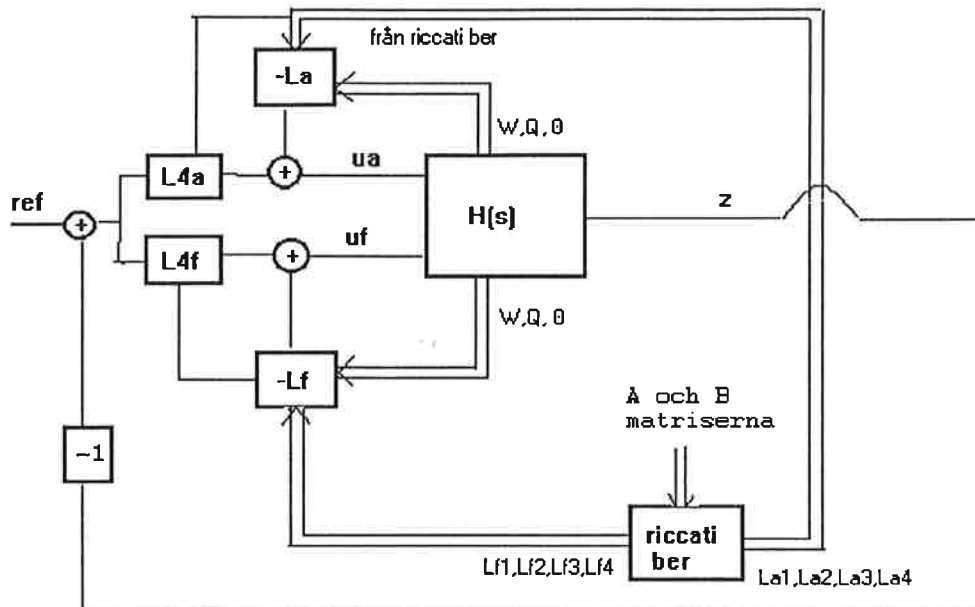 från riccati ber
-La
W,Q,0
L4a
+
ua
ref
+
H(s)
z
L4f
+
uf
W,Q,0
-Lf
A och B
matriserna
-1
riccati
ber
Lf1,Lf2,Lf3,Lf4
La1,La2,La3,La4